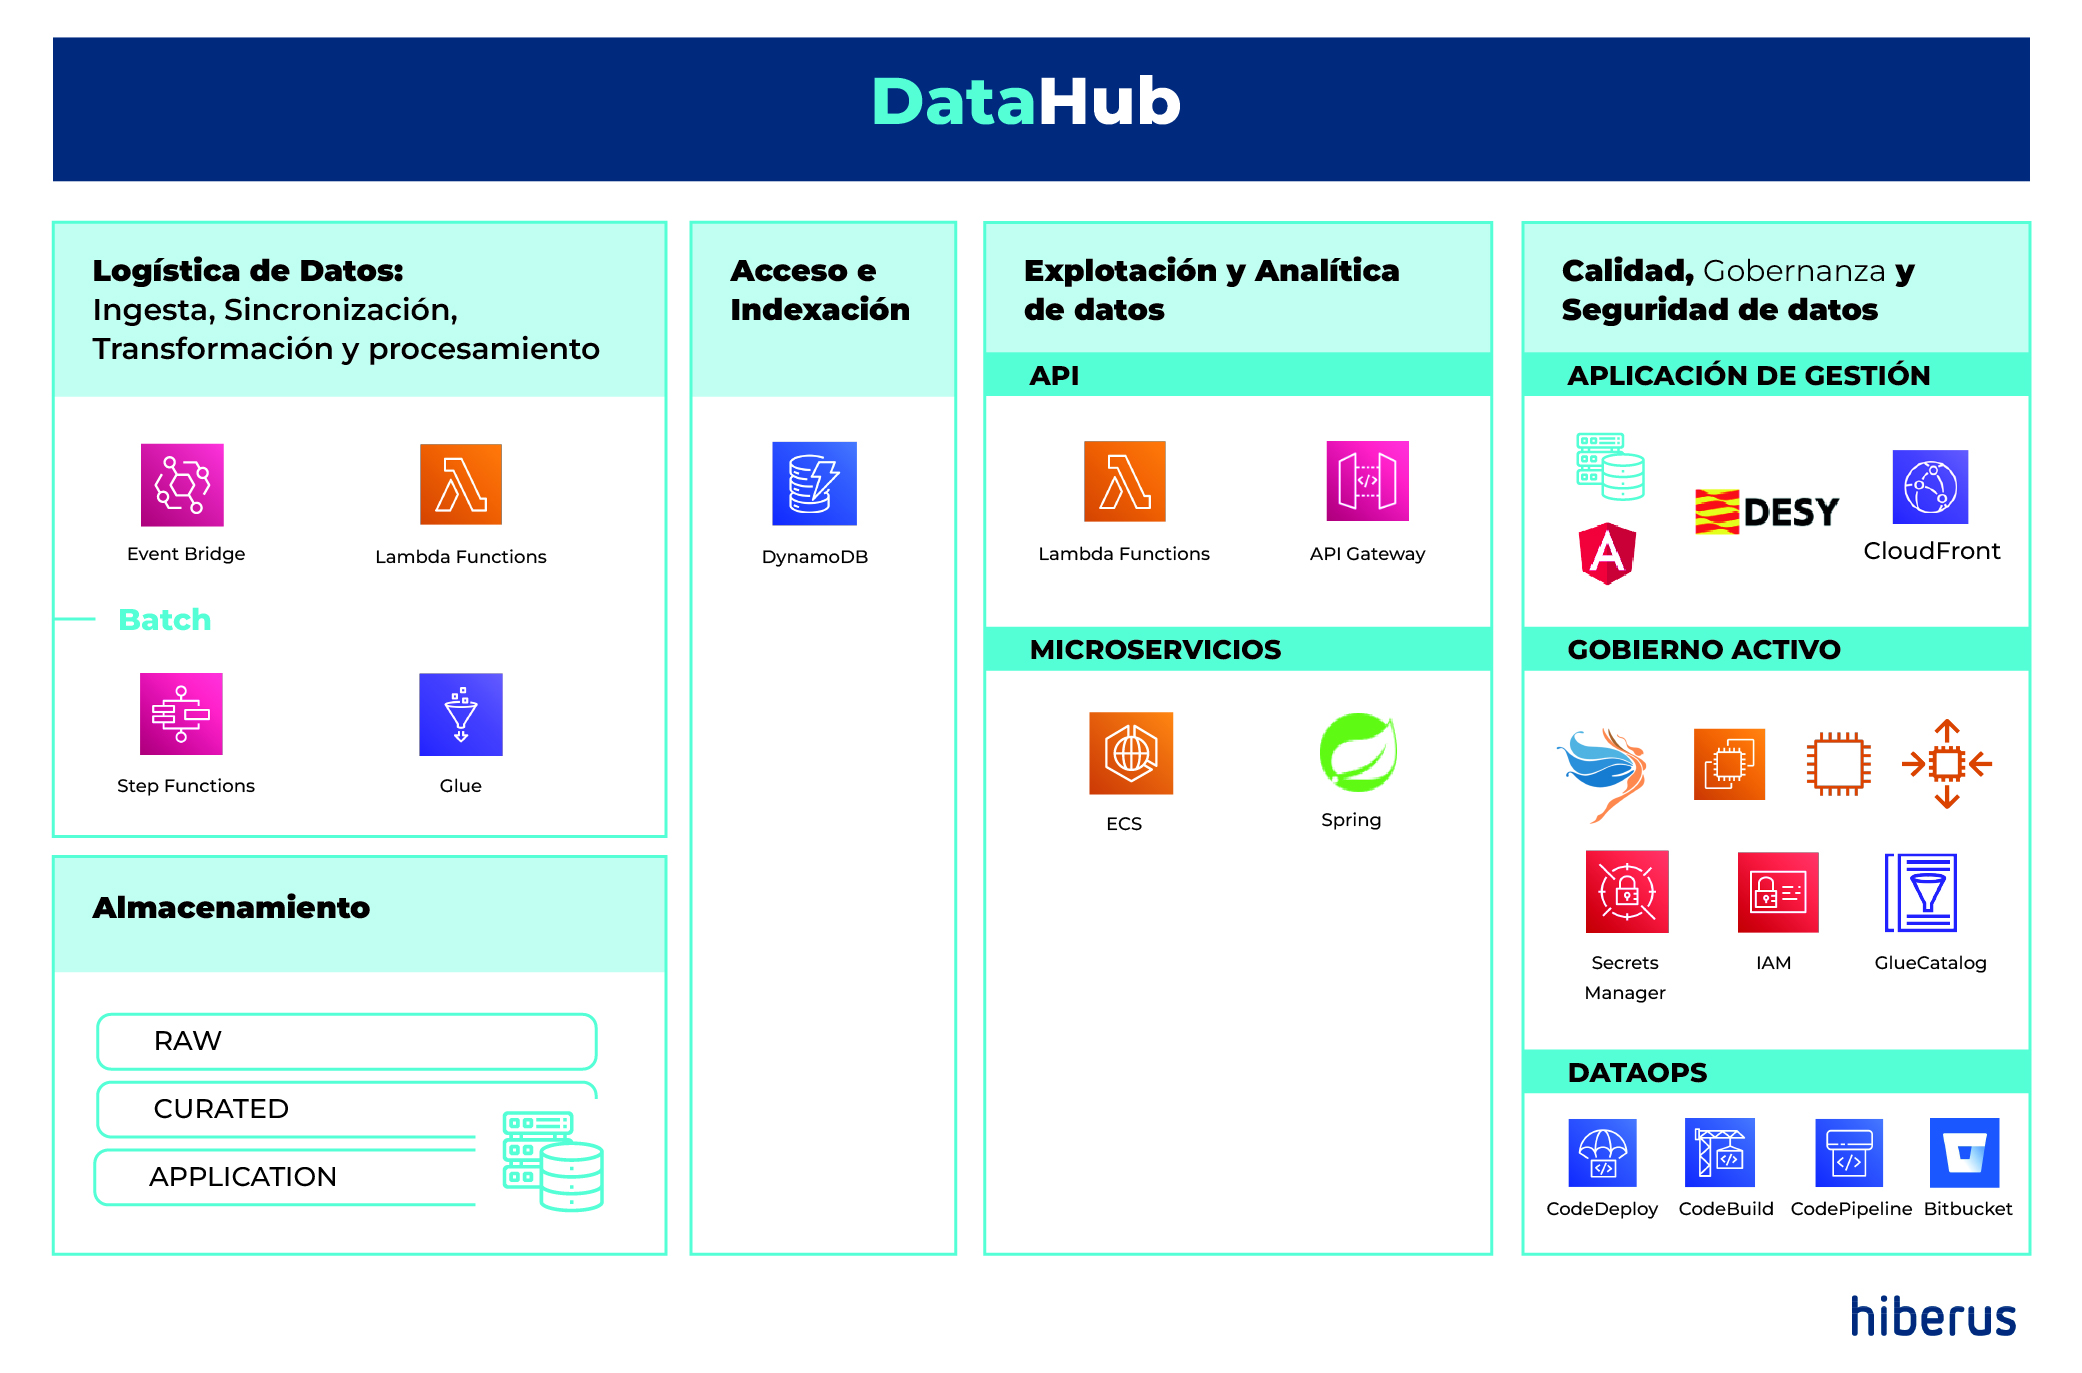 DataHub
Logística de Datos:
Ingesta, Sincronización,
Transformación y procesamiento
Event Bridge
Lambda Functions
Batch
Step Functions
Glue
Almacenamiento
RAW
CURATED
APPLICATION
Acceso e
Indexación
DynamoDB
Explotación y Analítica
de datos
API
Lambda Functions
API Gateway
MICROSERVICIOS
ECS
Spring
Calidad, Gobernanza y
Seguridad de datos
APLICACIÓN DE GESTIÓN
A
DESY
CloudFront
GOBIERNO ACTIVO
Secrets
Manager
IAM
GlueCatalog
DATAOPS
CodeDeploy
CodeBuild
CodePipeline
Bitbucket
hiberus